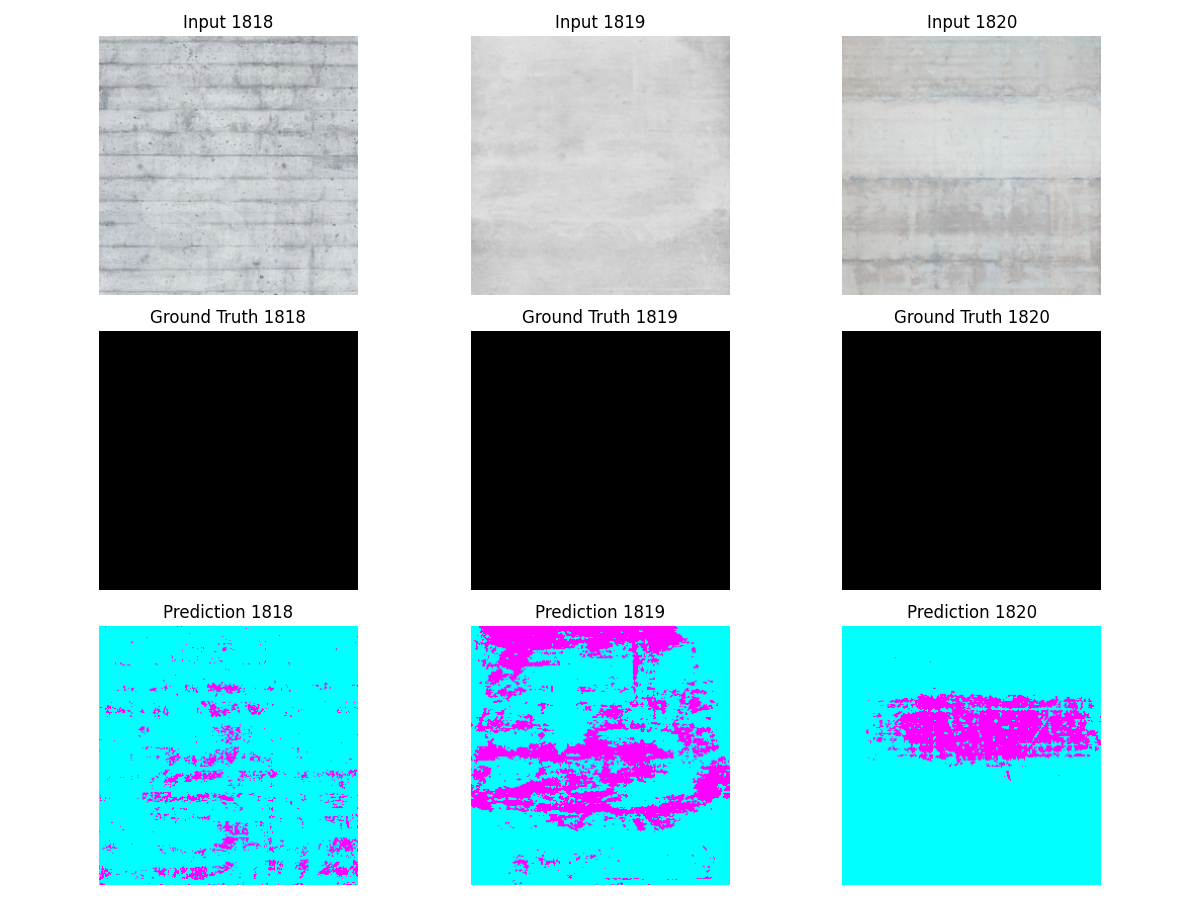 Input 1818
Input 1819
Input 1820
Ground Truth 1818
Ground Truth 1819
Ground Truth 1820
Prediction 1818
Prediction 1819
Prediction 1820